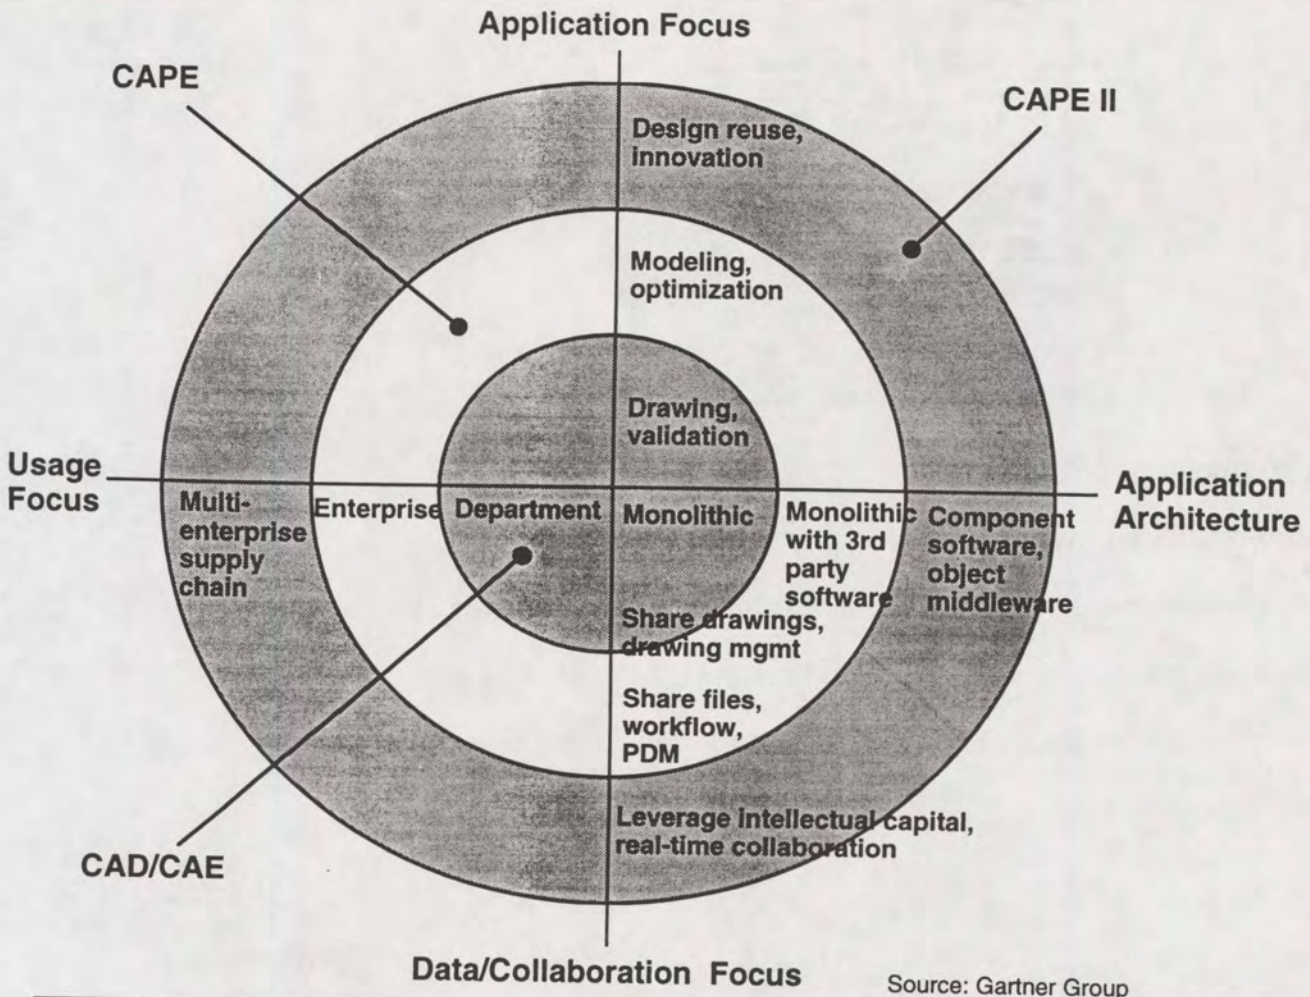 Application Focus
CAPE
CAPE II
Design reuse,
innovation
Modeling,
optimization
Drawing,
validation
Usage
Focus
Multi-
enterprise
supply
chain
Enterprise
Department
Monolithic
Monolithic
with 3rd
party
software
Component
software,
object
middleware
Application
Architecture
Share drawings,
drawing mgmt
Share files,
workflow,
PDM
Leverage intellectual capital,
real-time collaboration
CAD/CAE
Data/Collaboration Focus
Source: Gartner Group